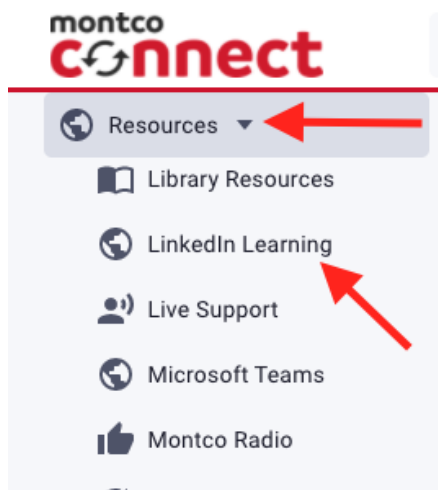 montco
connect
Resources
Library Resources
LinkedIn Learning
Live Support
Microsoft Teams
Montco Radio